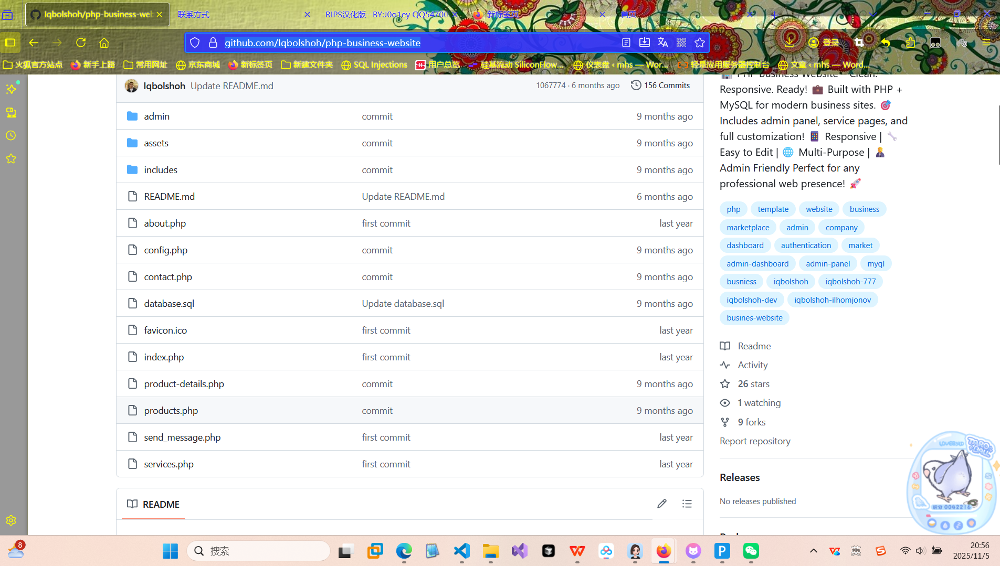 Iqbolshoh/php-business-web
联系方式
RIPS汉化版--BY:J0o1ey QQ54700
新标签页
首页
github.com/Iqbolshoh/php-business-website
登录
火狐官方站点
新手上路
常用网址
京东商城
新标签页
新建文件夹
SQL Injections
用户总览
硅基流动 SiliconFlow...
仪表盘 ‹ mhs — Wor...
轻量应用服务器控制台
文章 ‹ mhs — Word...
Iqbolshoh Update README.md 1067774 · 6 months ago 156 Commits
admin commit 9 months ago
assets commit 9 months ago
includes commit 9 months ago
README.md Update README.md 6 months ago
about.php first commit last year
config.php commit 9 months ago
contact.php commit 9 months ago
database.sql Update database.sql 9 months ago
favicon.ico first commit last year
index.php first commit last year
product-details.php commit 9 months ago
products.php commit 9 months ago
send_message.php first commit last year
services.php first commit last year
README
PHP Business Website – Clean.
Responsive. Ready! 💼 Built with PHP +
MySQL for modern business sites. 🎯
Includes admin panel, service pages, and
full customization! 📱 Responsive | 🔧
Easy to Edit | 🌐 Multi-Purpose | 👨‍💼
Admin Friendly Perfect for any
professional web presence! 🚀
php template website business
marketplace admin company
dashboard authentication market
admin-dashboard admin-panel myql
busniess iqbolshoh iqbolshoh-777
iqbolshoh-dev iqbolshoh-ilhomjonov
busines-website
Readme
Activity
26 stars
1 watching
9 forks
Report repository
Releases
No releases published
LOVEBIRD
积分 0042216
8
搜索
英
20:56
2025/11/5